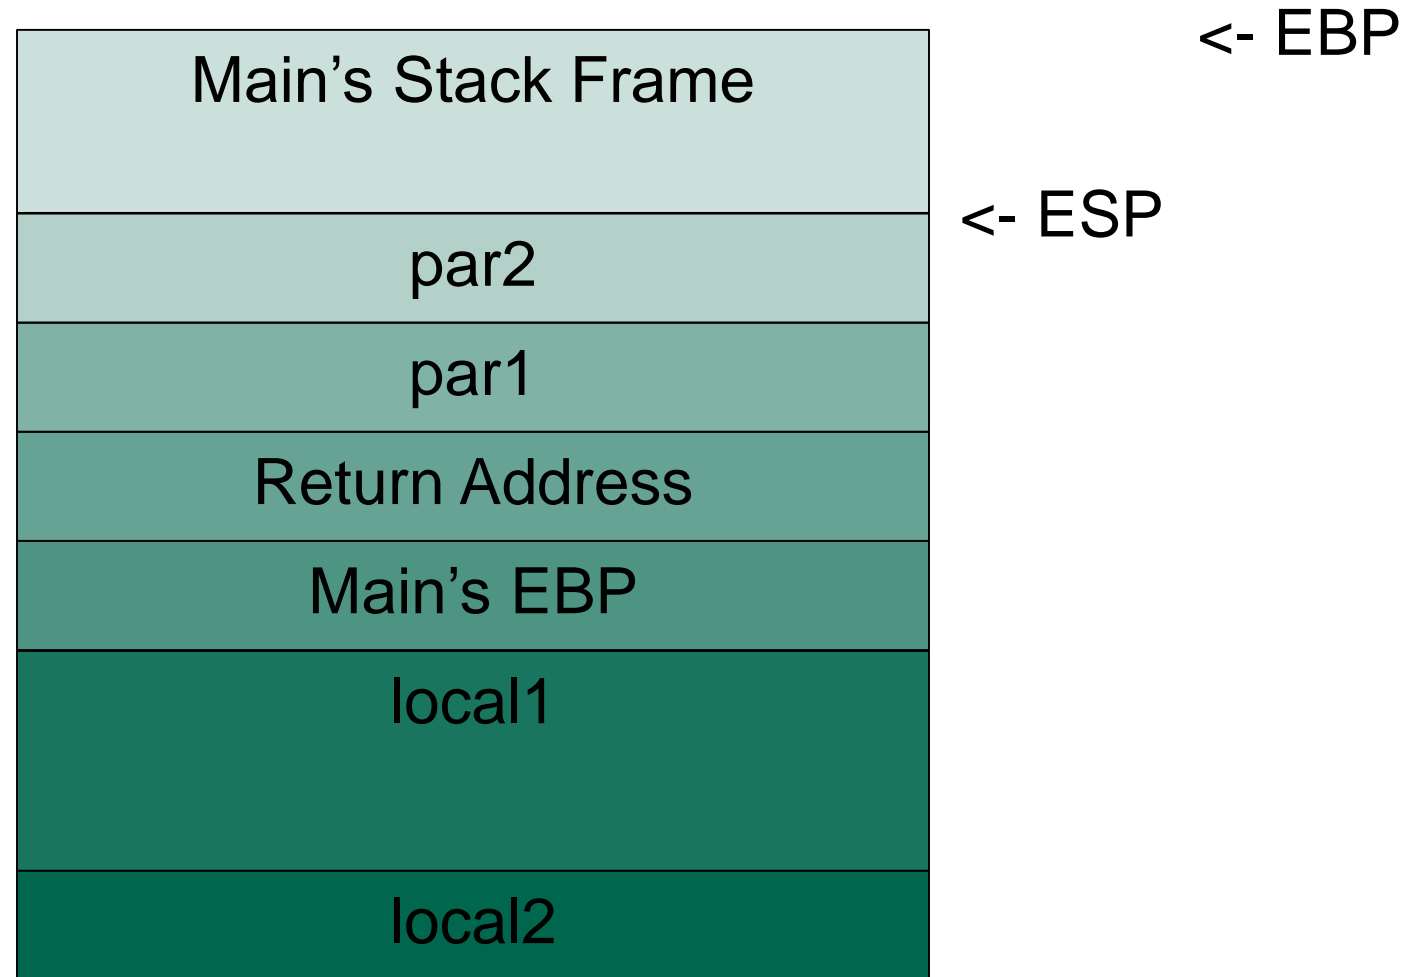 <- EBP
Main’s Stack Frame
<- ESP
par2
par1
Return Address
Main’s EBP
local1
local2